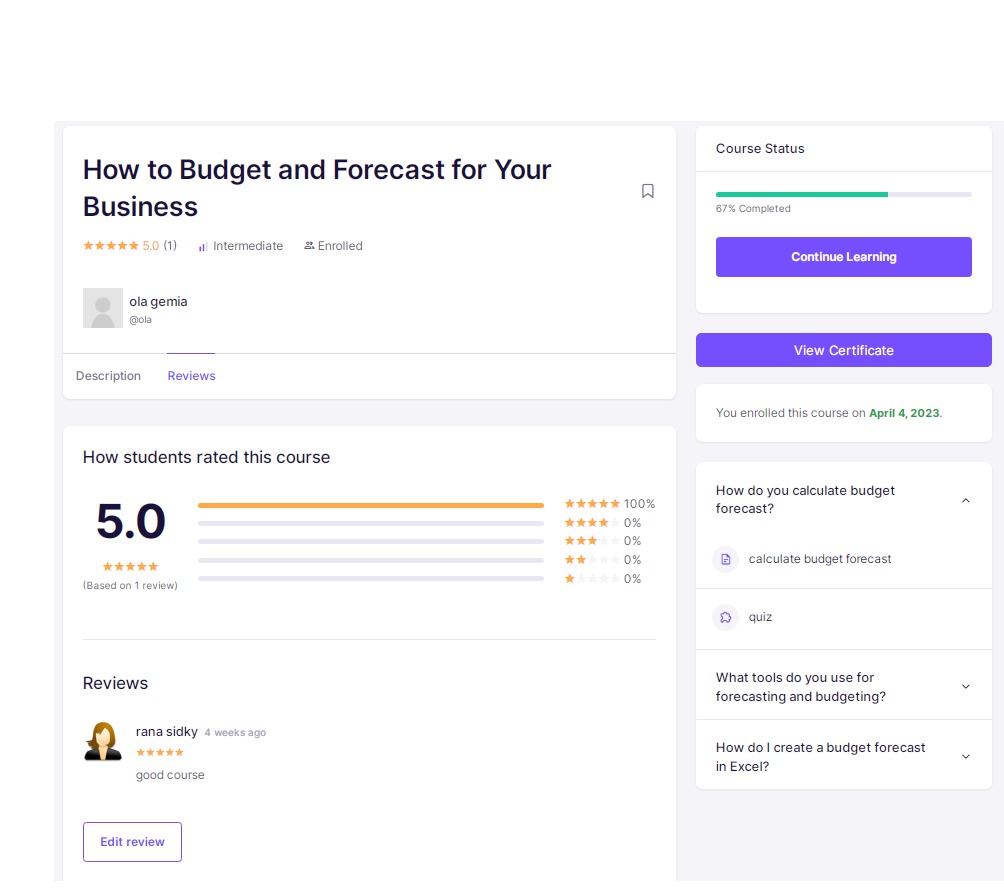 How to Budget and Forecast for Your
Business
5.0 (1)
Intermediate
Enrolled
ola gemia
@ola
Description
Reviews
How students rated this course
5.0
(Based on 1 review)
100%
0%
0%
0%
0%
Reviews
rana sidky 4 weeks ago
good course
Edit review
Course Status
67% Completed
Continue Learning
View Certificate
You enrolled this course on April 4, 2023.
How do you calculate budget
forecast?
calculate budget forecast
quiz
What tools do you use for
forecasting and budgeting?
How do I create a budget forecast
in Excel?